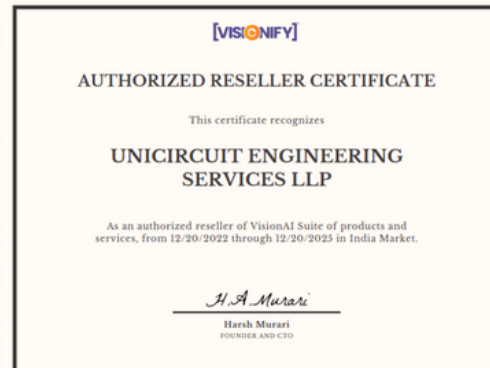 [VISIONIFY]
AUTHORIZED RESELLER CERTIFICATE
This certificate recognizes
UNICIRCUIT ENGINEERING
SERVICES LLP
As an authorized reseller of VisionAI Suite of products and
services, from 12/20/2022 through 12/20/2025 in India Market.
H.A.Murari
Harsh Murari
FOUNDER AND CTO